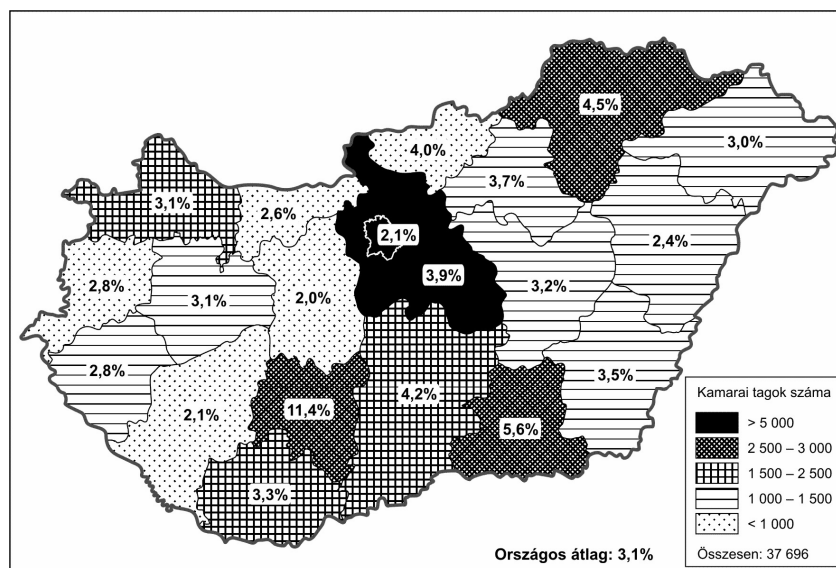 4,5%
4,0%
3,0%
3,7%
3,1%
2,6%
2,1%
2,4%
3,9%
2,8%
3,1%
2,0%
3,2%
2,8%
3,5%
4,2%
2,1%
11,4%
5,6%
3,3%
Kamarai tagok száma
> 5 000
2 500 – 3 000
1 500 – 2 500
1 000 – 1 500
< 1 000
Összesen: 37 696
Országos átlag: 3,1%